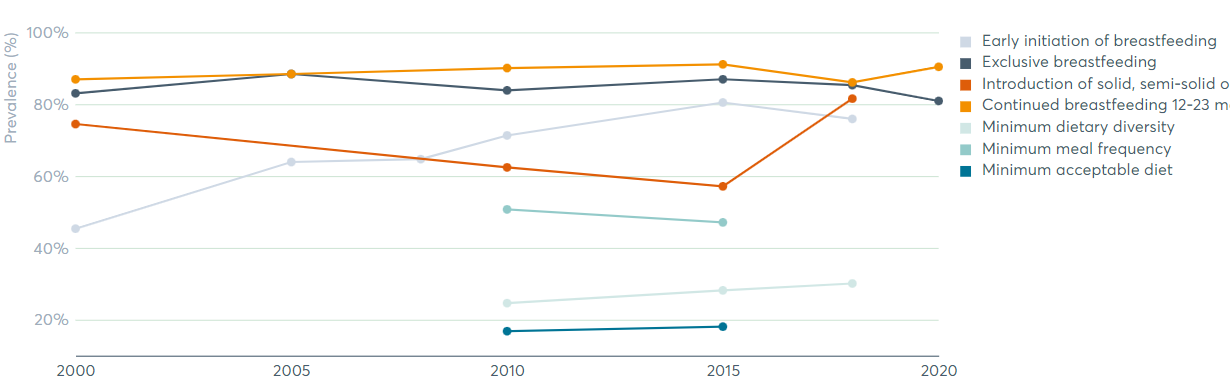 Prevalence (%)
100%
80%
60%
40%
20%
2000 2005 2010 2015 2020
Early initiation of breastfeeding
Exclusive breastfeeding
Introduction of solid, semi-solid o
Continued breastfeeding 12-23 m
Minimum dietary diversity
Minimum meal frequency
Minimum acceptable diet